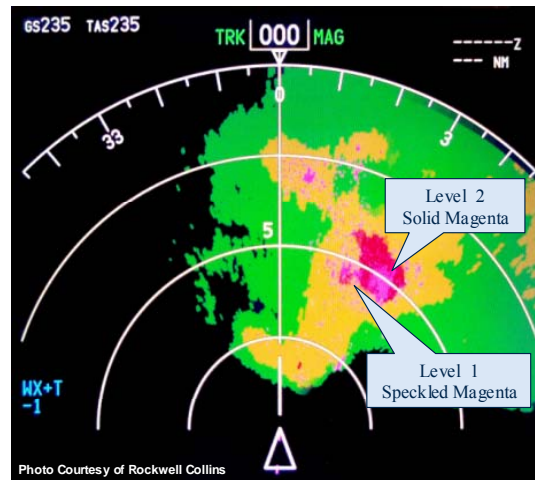 GS235 TAS235
TRK 000 MAG
------Z
--- NM
0
33
3
Level 2
Solid Magenta
5
Level 1
Speckled Magenta
WX+T
-1
Photo Courtesy of Rockwell Collins